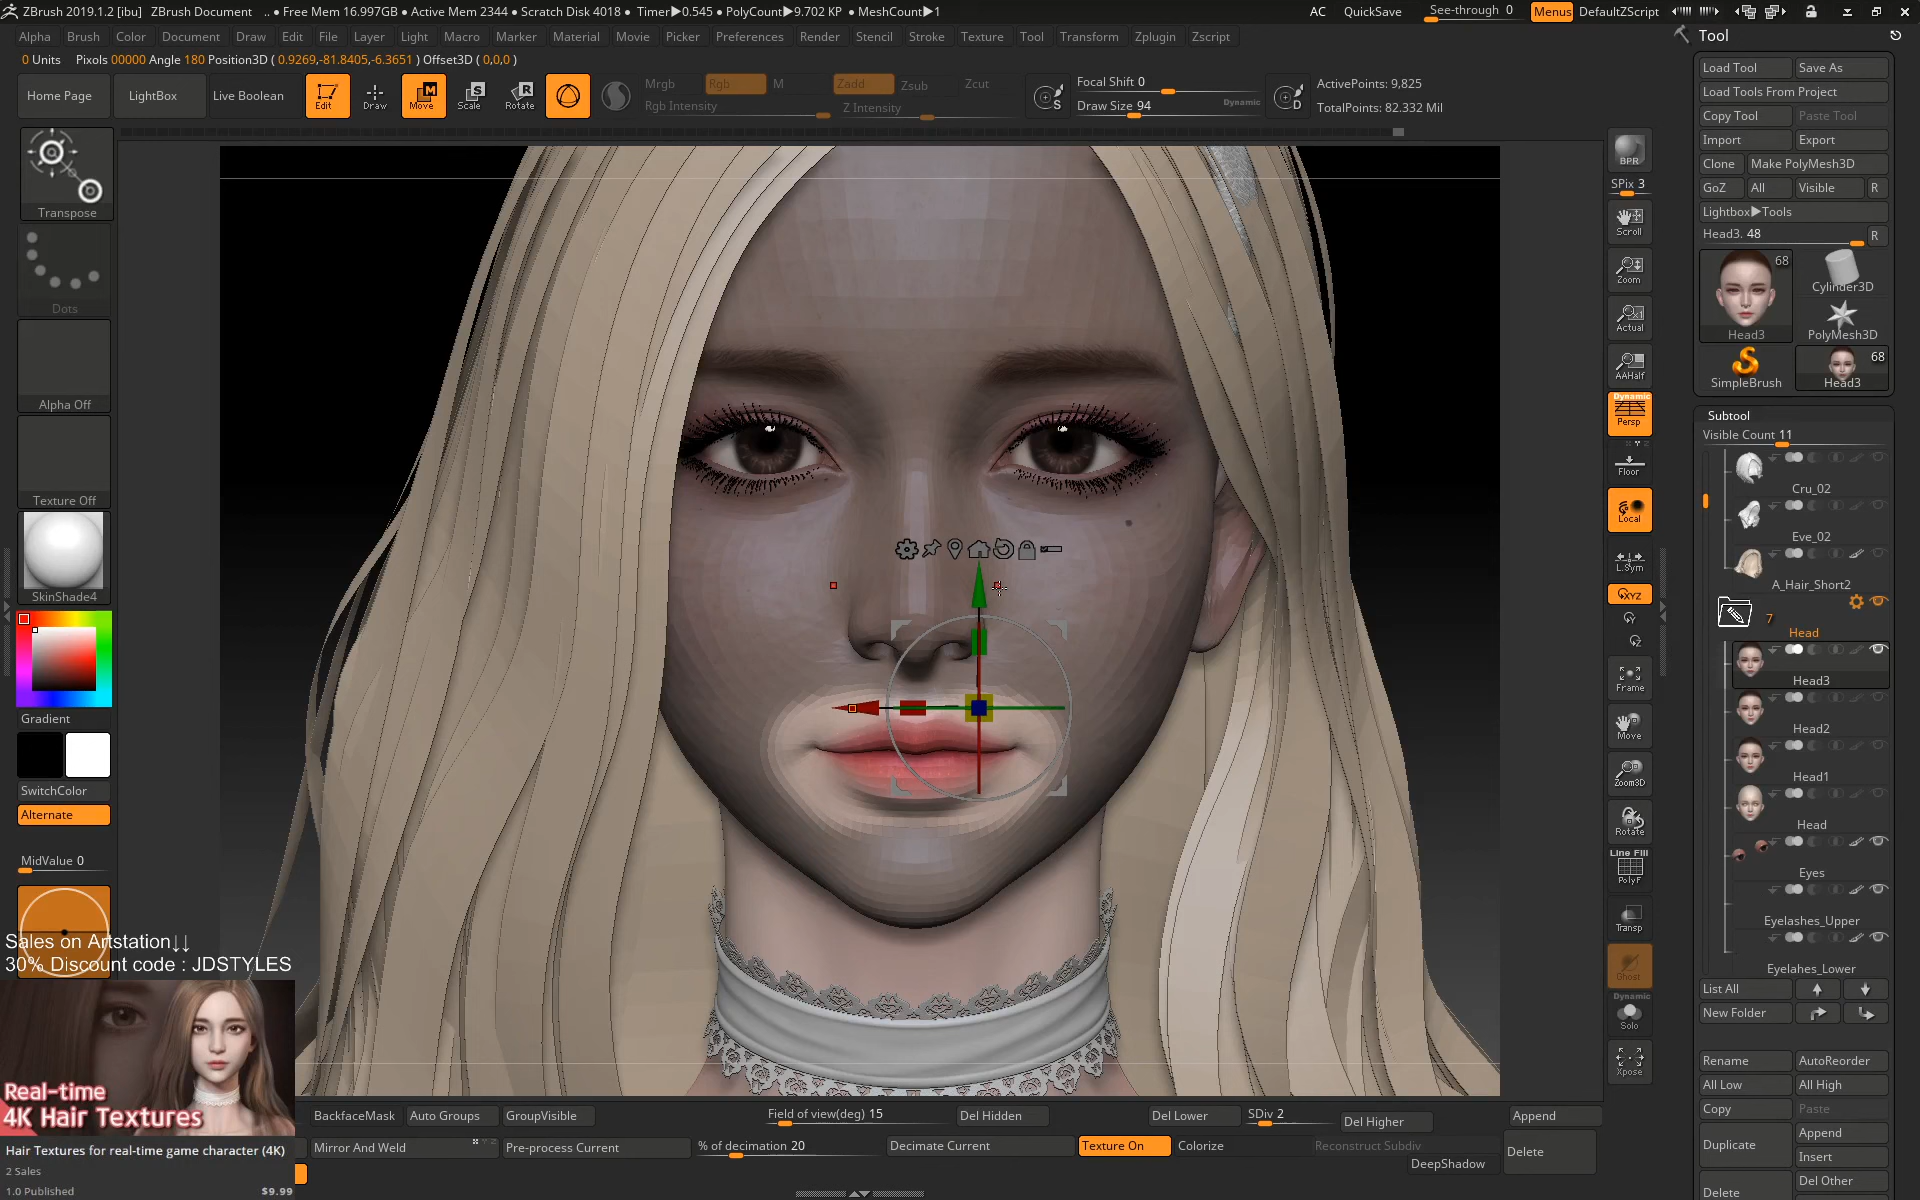 ZBrush 2019.1.2 [ibu] ZBrush Document .. • Free Mem 16.997GB • Active Mem 2344 • Scratch Disk 4018 • Timer▶0.545 • PolyCount▶9.702 KP • MeshCount▶1 AC QuickSave See-through 0 Menus DefaultZScript
Alpha Brush Color Document Draw Edit File Layer Light Macro Marker Material Movie Picker Preferences Render Stencil Stroke Texture Tool Transform Zplugin Zscript
0 Units Pixols 00000 Angle 180 Position3D ( 0.9269,-81.8405,-6.3651 ) Offset3D ( 0,0,0 )
Home Page LightBox Live Boolean Edit Draw Move Scale Rotate
Mrgb Rgb M Zadd Zsub Zcut
Rgb Intensity Z Intensity
Focal Shift 0
Draw Size 94 Dynamic
S D
ActivePoints: 9,825
TotalPoints: 82.332 Mil
Transpose
Dots
Alpha Off
Texture Off
SkinShade4
Gradient
SwitchColor
Alternate
MidValue 0
Sales on Artstation↓↓
30% Discount code : JDSTYLES
Real-time
4K Hair Textures
Hair Textures for real-time game character (4K)
2 Sales
1.0 Published $9.99
BPR
SPix 3
Scroll
Zoom
Actual
AAHalf
Dynamic
Persp
Floor
Local
L.Sym
XYZ
Y
Z
Frame
Move
Zoom3D
Rotate
Line Fill
PolyF
Transp
Ghost
Dynamic
Solo
Xpose
Tool
Load Tool Save As
Load Tools From Project
Copy Tool Paste Tool
Import Export
Clone Make PolyMesh3D
GoZ All Visible R
Lightbox▶Tools
Head3. 48 R
68
Cylinder3D
Head3 PolyMesh3D
68
SimpleBrush Head3
Subtool
Visible Count 11
Cru_02
Eve_02
A_Hair_Short2
7
Head
Head3
Head2
Head1
Head
Eyes
Eyelashes_Upper
Eyelahes_Lower
List All
New Folder
Rename AutoReorder
All Low All High
Copy Paste
Duplicate Append
Insert
Delete Del Other
BackfaceMask Auto Groups GroupVisible Field of view(deg) 15 Del Hidden Del Lower SDiv 2 Del Higher Append
Mirror And Weld Pre-process Current % of decimation 20 Decimate Current Texture On Colorize Reconstruct Subdiv Delete
DeepShadow